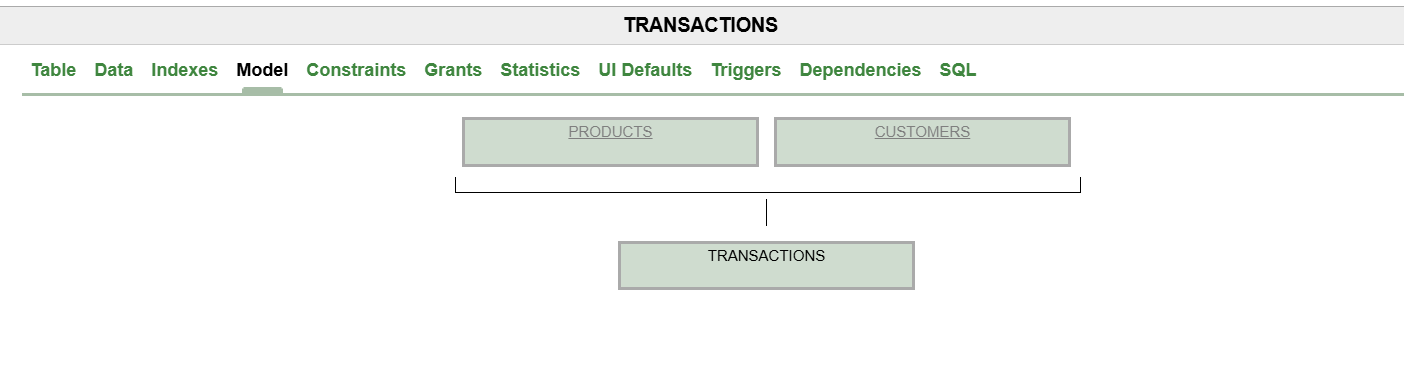 TRANSACTIONS
Table Data Indexes Model Constraints Grants Statistics UI Defaults Triggers Dependencies SQL
PRODUCTS CUSTOMERS
TRANSACTIONS